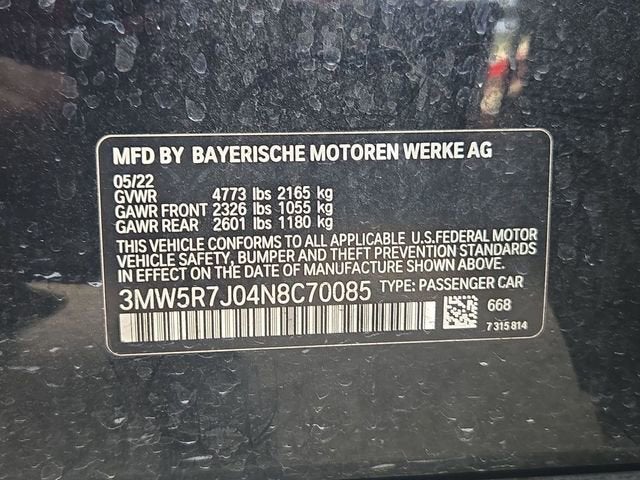 MFD BY BAYERISCHE MOTOREN WERKE AG
05/22
GVWR 4773 lbs 2165 kg
GAWR FRONT 2326 lbs 1055 kg
GAWR REAR 2601 lbs 1180 kg
THIS VEHICLE CONFORMS TO ALL APPLICABLE U.S.FEDERAL MOTOR
VEHICLE SAFETY, BUMPER AND THEFT PREVENTION STANDARDS
IN EFFECT ON THE DATE OF MANUFACTURE SHOWN ABOVE.
3MW5R7J04N8C70085 TYPE: PASSENGER CAR
668
7 315 814